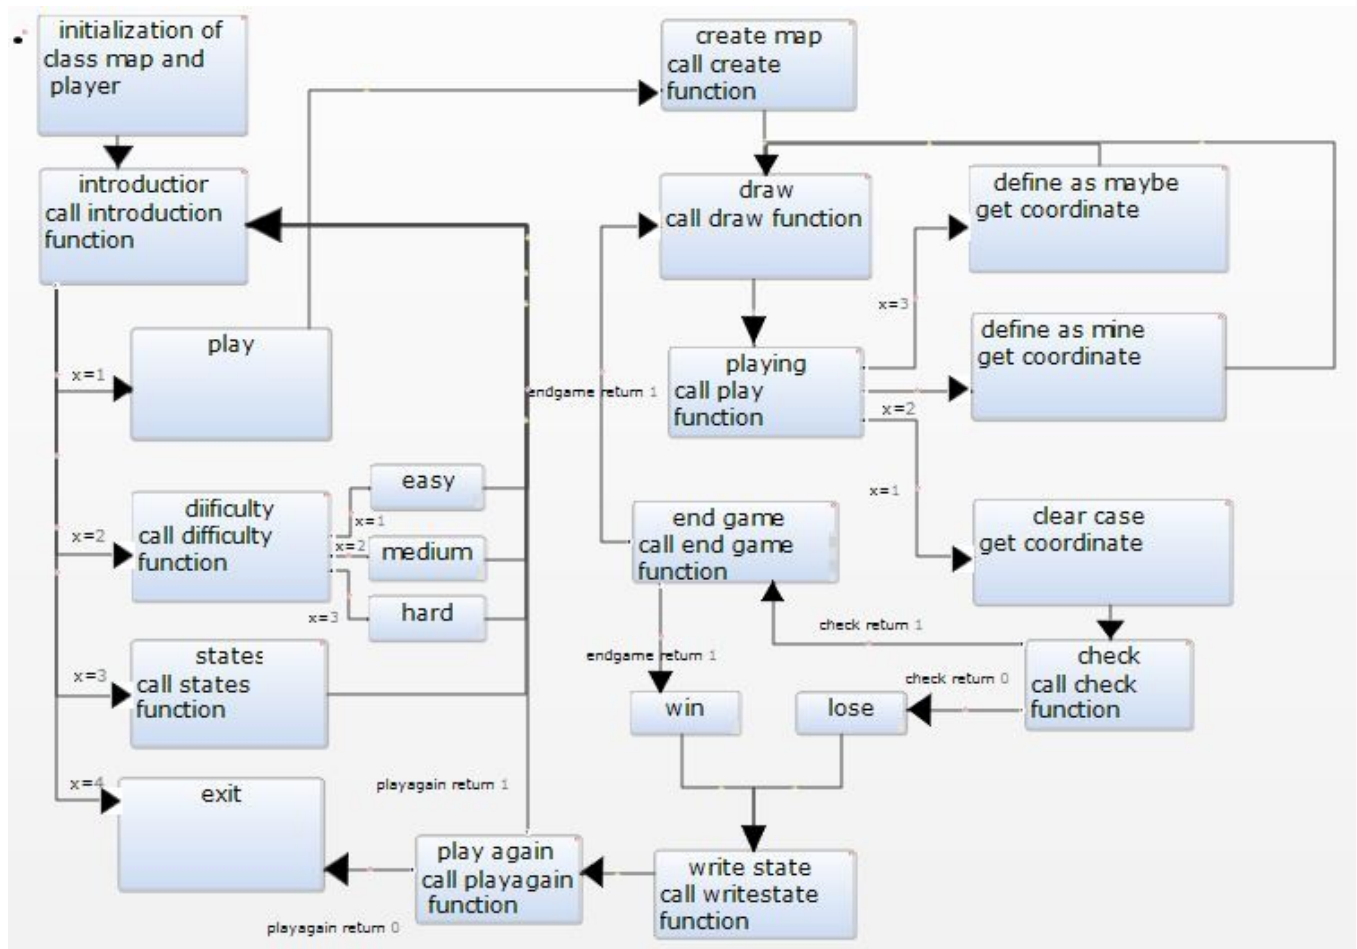 initialization of
class map and
player
introductior
call introduction
function
x=1
play
x=2
diificulty
call difficulty
function
x=1
easy
x=2
medium
x=3
hard
x=3
states
call states
function
x=4
exit
create map
call create
function
draw
call draw function
playing
call play
function
x=3
define as maybe
get coordinate
x=2
define as mine
get coordinate
x=1
clear case
get coordinate
check
call check
function
check return 1
check return 0
endgame return 1
end game
call end game
function
endgame return 1
win
lose
write state
call writestate
function
play again
call playagain
function
playagain return 1
playagain return 0